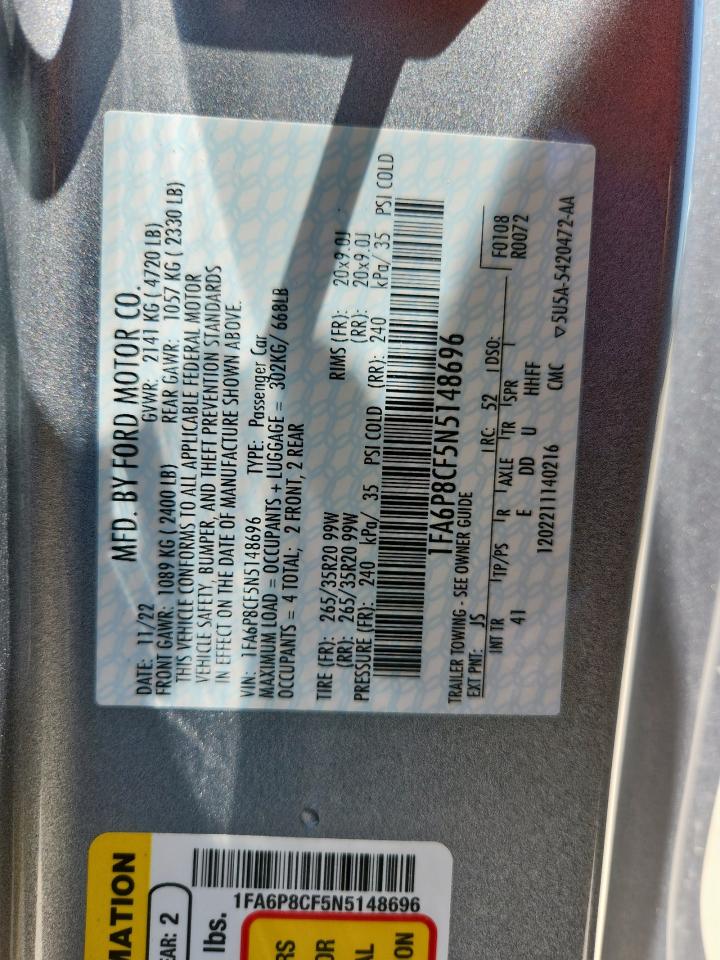 MFD. BY FORD MOTOR CO.
DATE: 11/22 GVWR: 2141 KG ( 4720 LB)
FRONT GAWR: 1089 KG ( 2400 LB) REAR GAWR: 1057 KG ( 2330 LB)
THIS VEHICLE CONFORMS TO ALL APPLICABLE FEDERAL MOTOR
VEHICLE SAFETY, BUMPER, AND THEFT PREVENTION STANDARDS
IN EFFECT ON THE DATE OF MANUFACTURE SHOWN ABOVE.
VIN: 1FA6P8CF5N5148696 TYPE: Passenger Car
MAXIMUM LOAD = OCCUPANTS + LUGGAGE = 302KG/ 668LB
OCCUPANTS = 4 TOTAL; 2 FRONT, 2 REAR
TIRE (FR): 265/35R20 99W RIMS (FR): 20x9.0J
(RR): 265/35R20 99W (RR): 20x9.0J
PRESSURE (FR): 240 kPa/ 35 PSI COLD (RR): 240 kPa/ 35 PSI COLD
1FA6P8CF5N5148696
TRAILER TOWING - SEE OWNER GUIDE
EXT PNT: JS RC: 52 DSO: F0108
R0072
INT TR TP/PS R AXLE TR SPR
41 E DD U HHFF
12022111140216 CMC ▽5U5A-5420472-AA
MATION
EAR: 2
lbs.
1FA6P8CF5N5148696
RS
OR
AL
ON